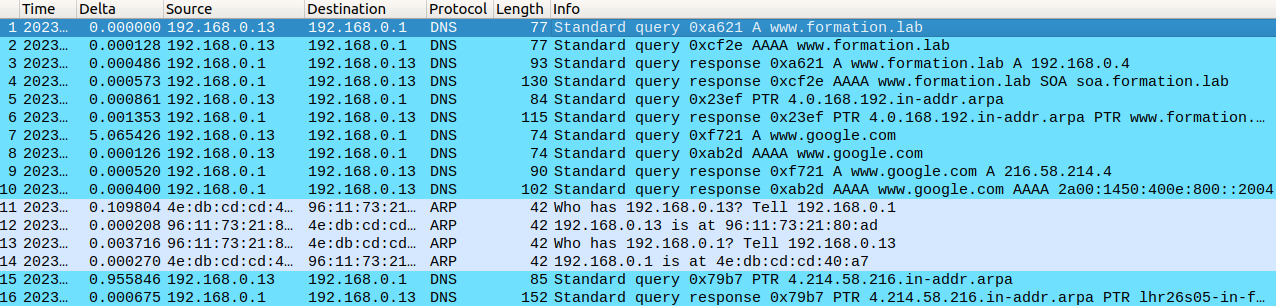 Time Delta Source Destination Protocol Length Info
1 2023… 0.000000 192.168.0.13 192.168.0.1 DNS 77 Standard query 0xa621 A www.formation.lab
2 2023… 0.000128 192.168.0.13 192.168.0.1 DNS 77 Standard query 0xcf2e AAAA www.formation.lab
3 2023… 0.000486 192.168.0.1 192.168.0.13 DNS 93 Standard query response 0xa621 A www.formation.lab A 192.168.0.4
4 2023… 0.000573 192.168.0.1 192.168.0.13 DNS 130 Standard query response 0xcf2e AAAA www.formation.lab SOA soa.formation.lab
5 2023… 0.000861 192.168.0.13 192.168.0.1 DNS 84 Standard query 0x23ef PTR 4.0.168.192.in-addr.arpa
6 2023… 0.001353 192.168.0.1 192.168.0.13 DNS 115 Standard query response 0x23ef PTR 4.0.168.192.in-addr.arpa PTR www.formation.…
7 2023… 5.065426 192.168.0.13 192.168.0.1 DNS 74 Standard query 0xf721 A www.google.com
8 2023… 0.000126 192.168.0.13 192.168.0.1 DNS 74 Standard query 0xab2d AAAA www.google.com
9 2023… 0.000520 192.168.0.1 192.168.0.13 DNS 90 Standard query response 0xf721 A www.google.com A 216.58.214.4
10 2023… 0.000400 192.168.0.1 192.168.0.13 DNS 102 Standard query response 0xab2d AAAA www.google.com AAAA 2a00:1450:400e:800::2004
11 2023… 0.109804 4e:db:cd:cd:4… 96:11:73:21… ARP 42 Who has 192.168.0.13? Tell 192.168.0.1
12 2023… 0.000208 96:11:73:21:8… 4e:db:cd:cd… ARP 42 192.168.0.13 is at 96:11:73:21:80:ad
13 2023… 0.003716 96:11:73:21:8… 4e:db:cd:cd… ARP 42 Who has 192.168.0.1? Tell 192.168.0.13
14 2023… 0.000270 4e:db:cd:cd:4… 96:11:73:21… ARP 42 192.168.0.1 is at 4e:db:cd:cd:40:a7
15 2023… 0.955846 192.168.0.13 192.168.0.1 DNS 85 Standard query 0x79b7 PTR 4.214.58.216.in-addr.arpa
16 2023… 0.000675 192.168.0.1 192.168.0.13 DNS 152 Standard query response 0x79b7 PTR 4.214.58.216.in-addr.arpa PTR lhr26s05-in-f…